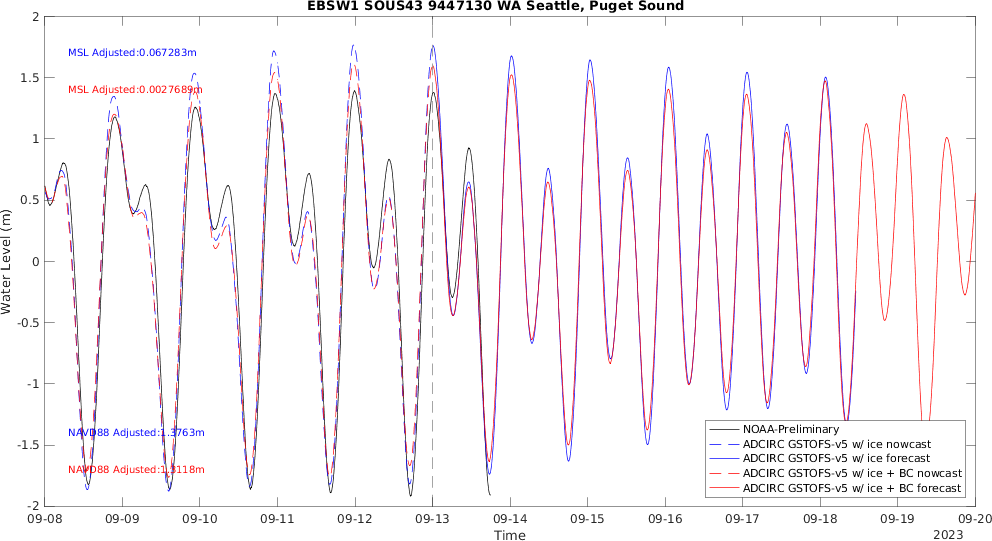 EBSW1 SOUS43 9447130 WA Seattle, Puget Sound
Water Level (m)
2
1.5
1
0.5
0
-0.5
-1
-1.5
-2
MSL Adjusted:0.067283m
MSL Adjusted:0.0027689m
NAVD88 Adjusted:1.3763m
NAVD88 Adjusted:1.3118m
NOAA-Preliminary
ADCIRC GSTOFS-v5 w/ ice nowcast
ADCIRC GSTOFS-v5 w/ ice forecast
ADCIRC GSTOFS-v5 w/ ice + BC nowcast
ADCIRC GSTOFS-v5 w/ ice + BC forecast
09-08 09-09 09-10 09-11 09-12 09-13 09-14 09-15 09-16 09-17 09-18 09-19 09-20
Time
2023